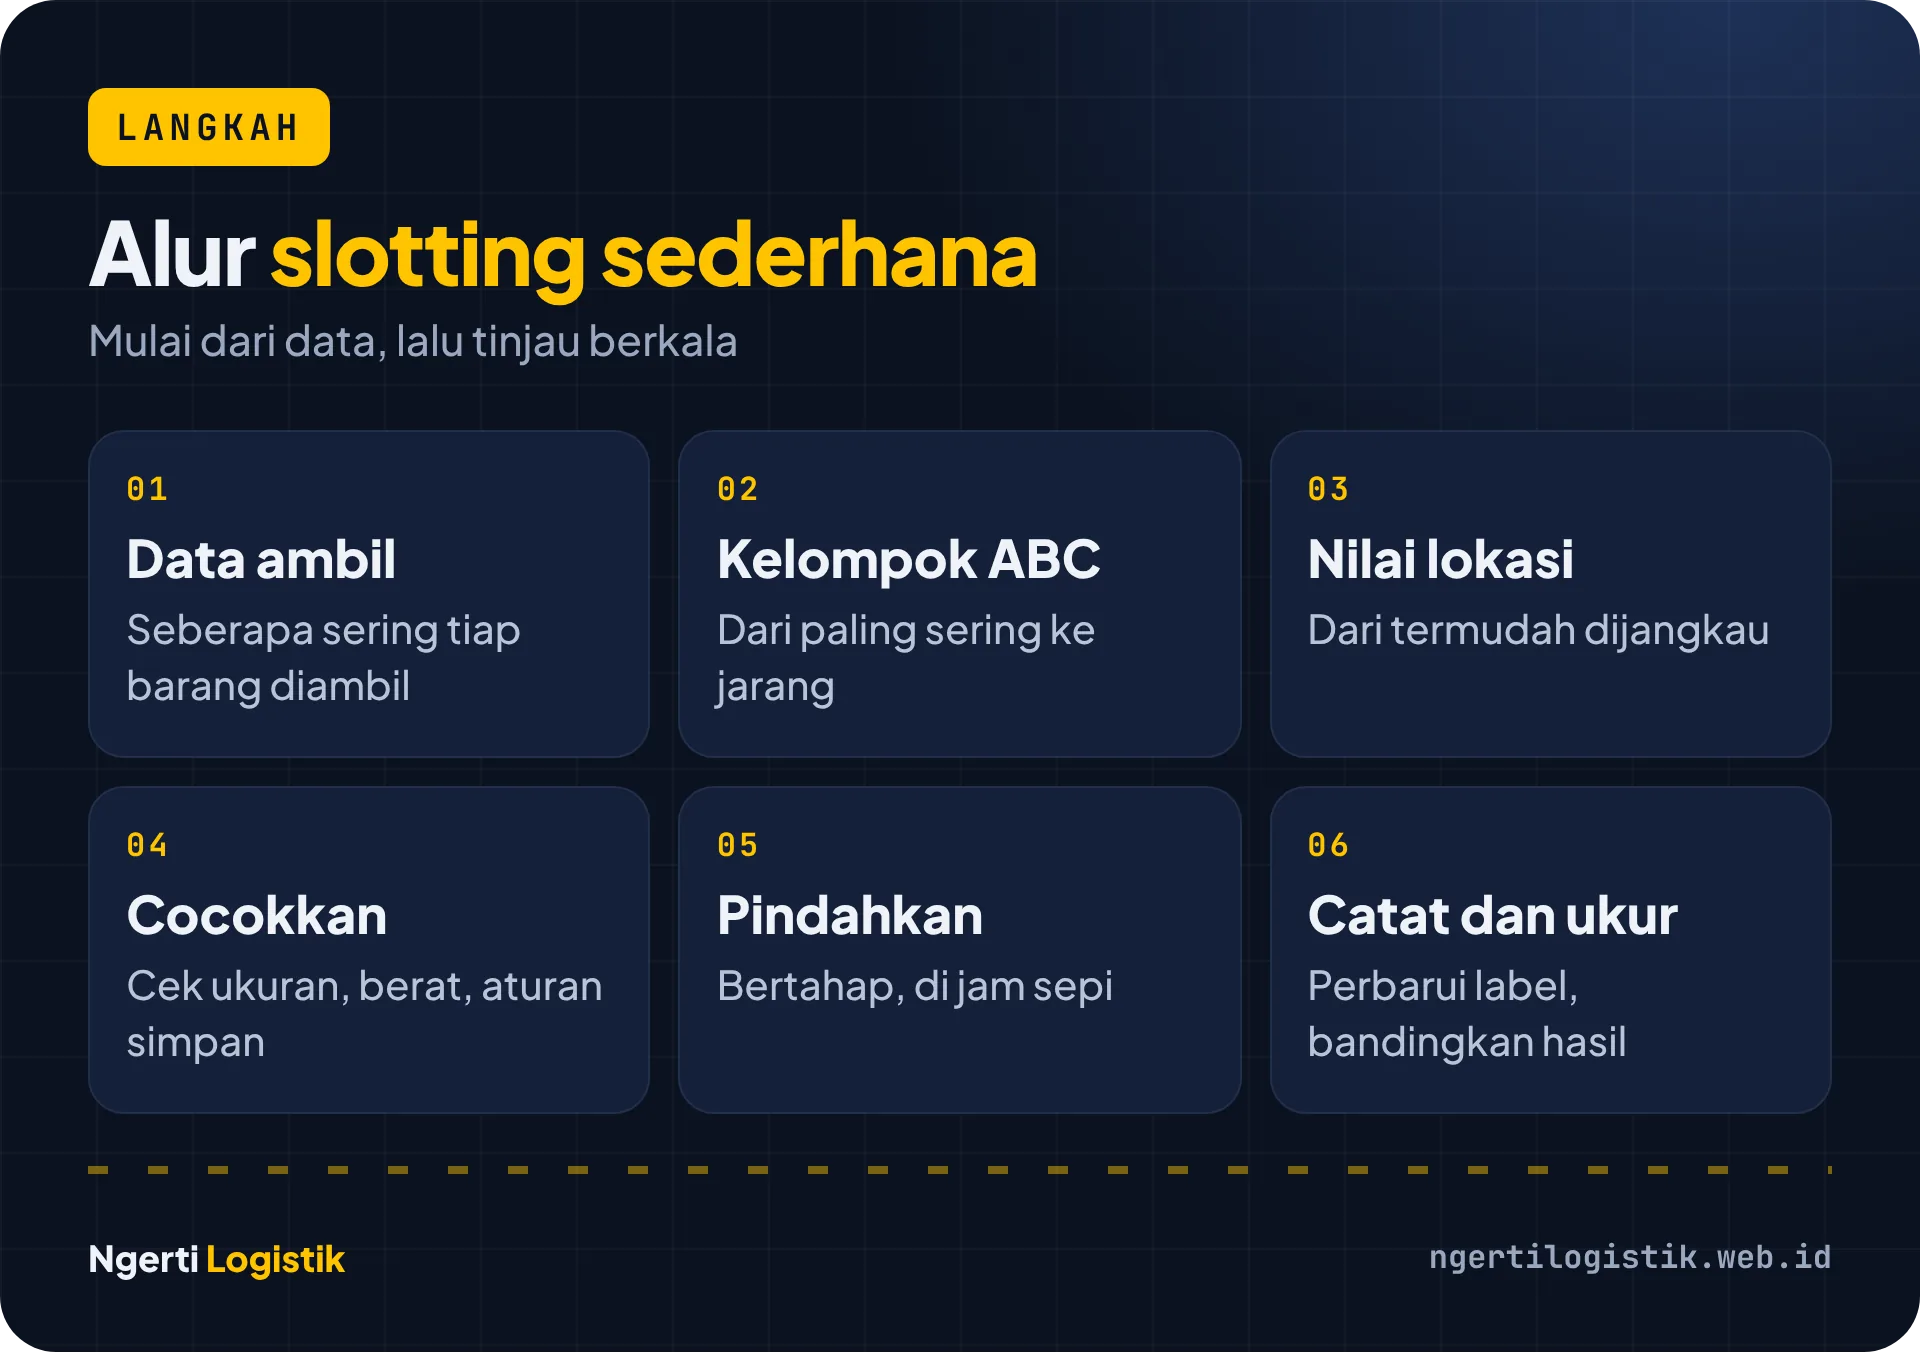 LANGKAH
Alur slotting sederhana
Mulai dari data, lalu tinjau berkala
01
Data ambil
Seberapa sering tiap
barang diambil
02
Kelompok ABC
Dari paling sering ke
jarang
03
Nilai lokasi
Dari termudah dijangkau
04
Cocokkan
Cek ukuran, berat, aturan
simpan
05
Pindahkan
Bertahap, di jam sepi
06
Catat dan ukur
Perbarui label,
bandingkan hasil
Ngerti Logistik
ngertilogistik.web.id